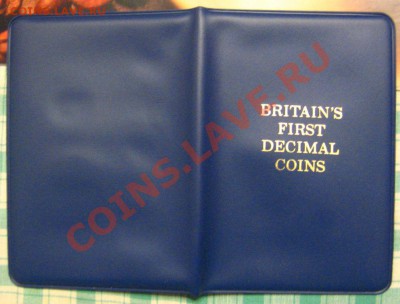 BRITAIN'S
FIRST
DECIMAL
COINS
COINS.LAVE.RU